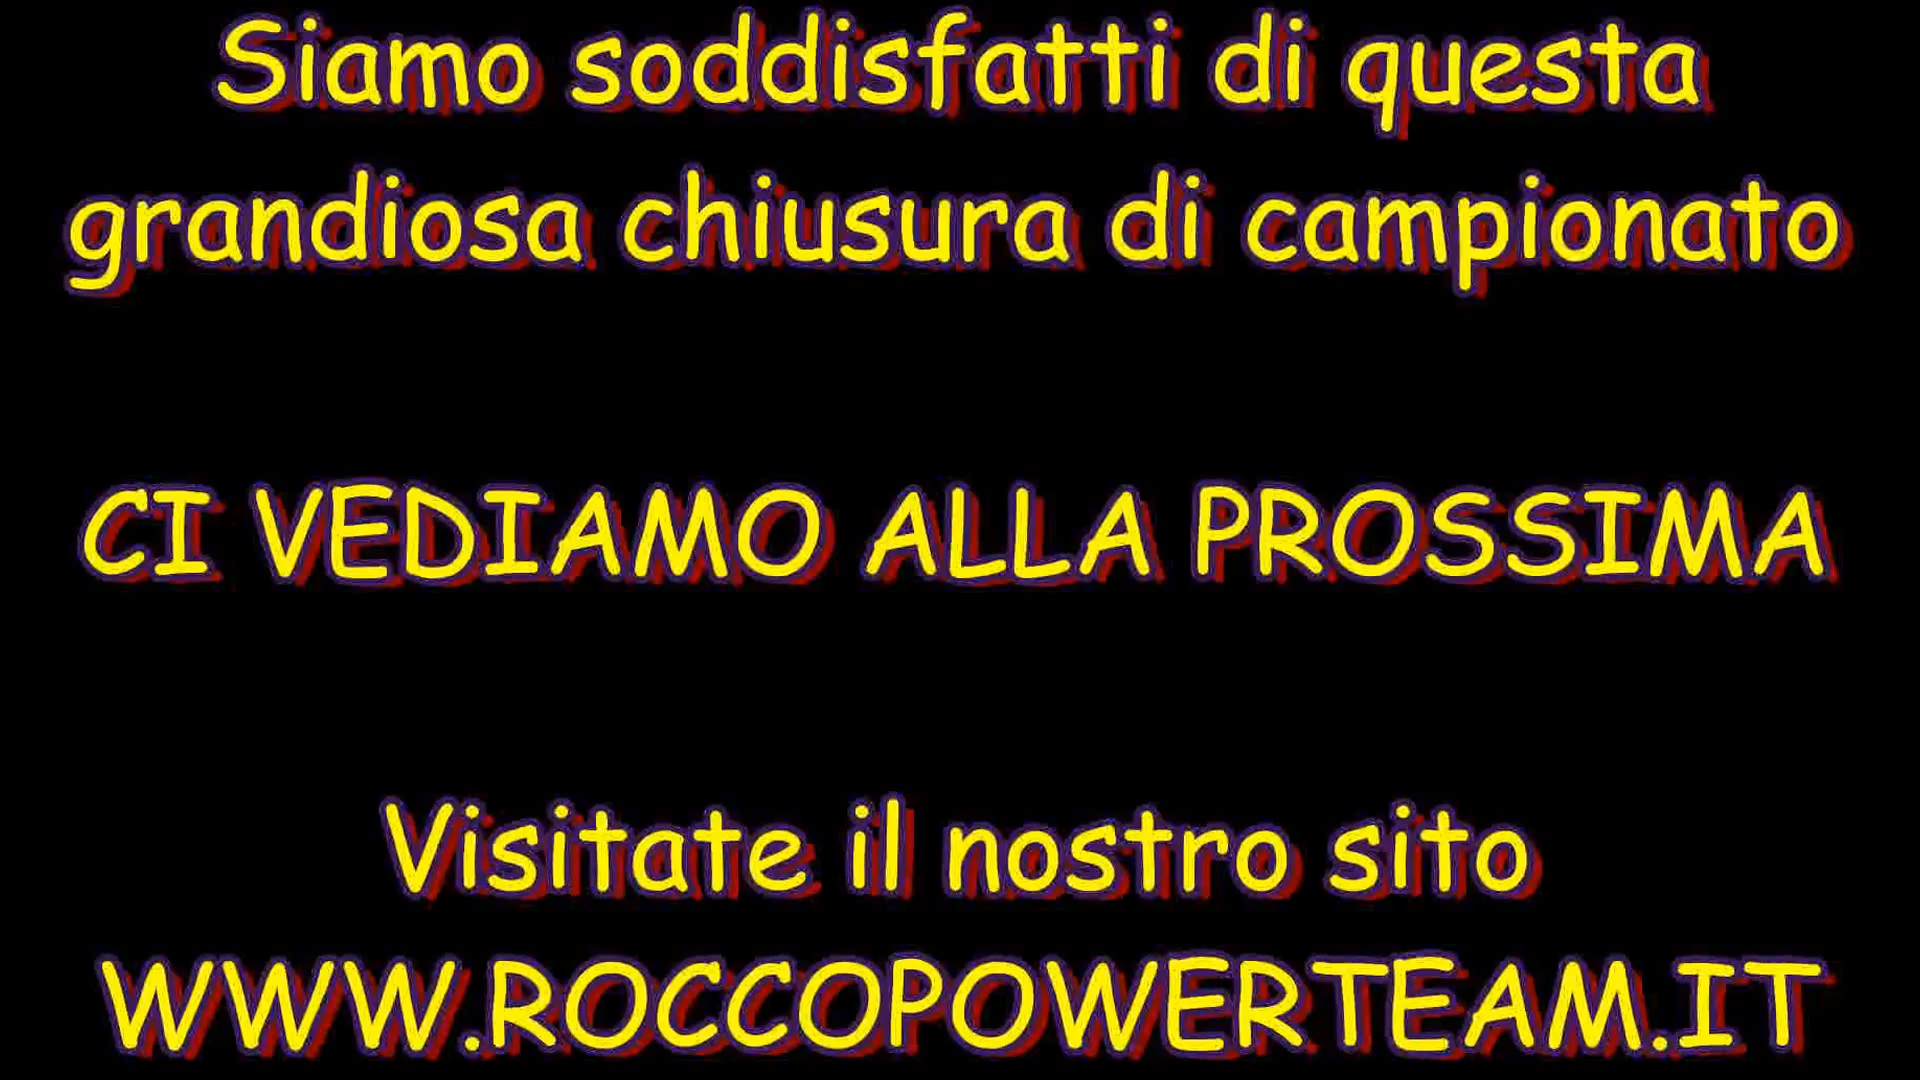 Siamo soddisfatti di questa
grandiosa chiusura di campionato
CI VEDIAMO ALLA PROSSIMA
Visitate il nostro sito
WWW.ROCCOPOWERTEAM.IT